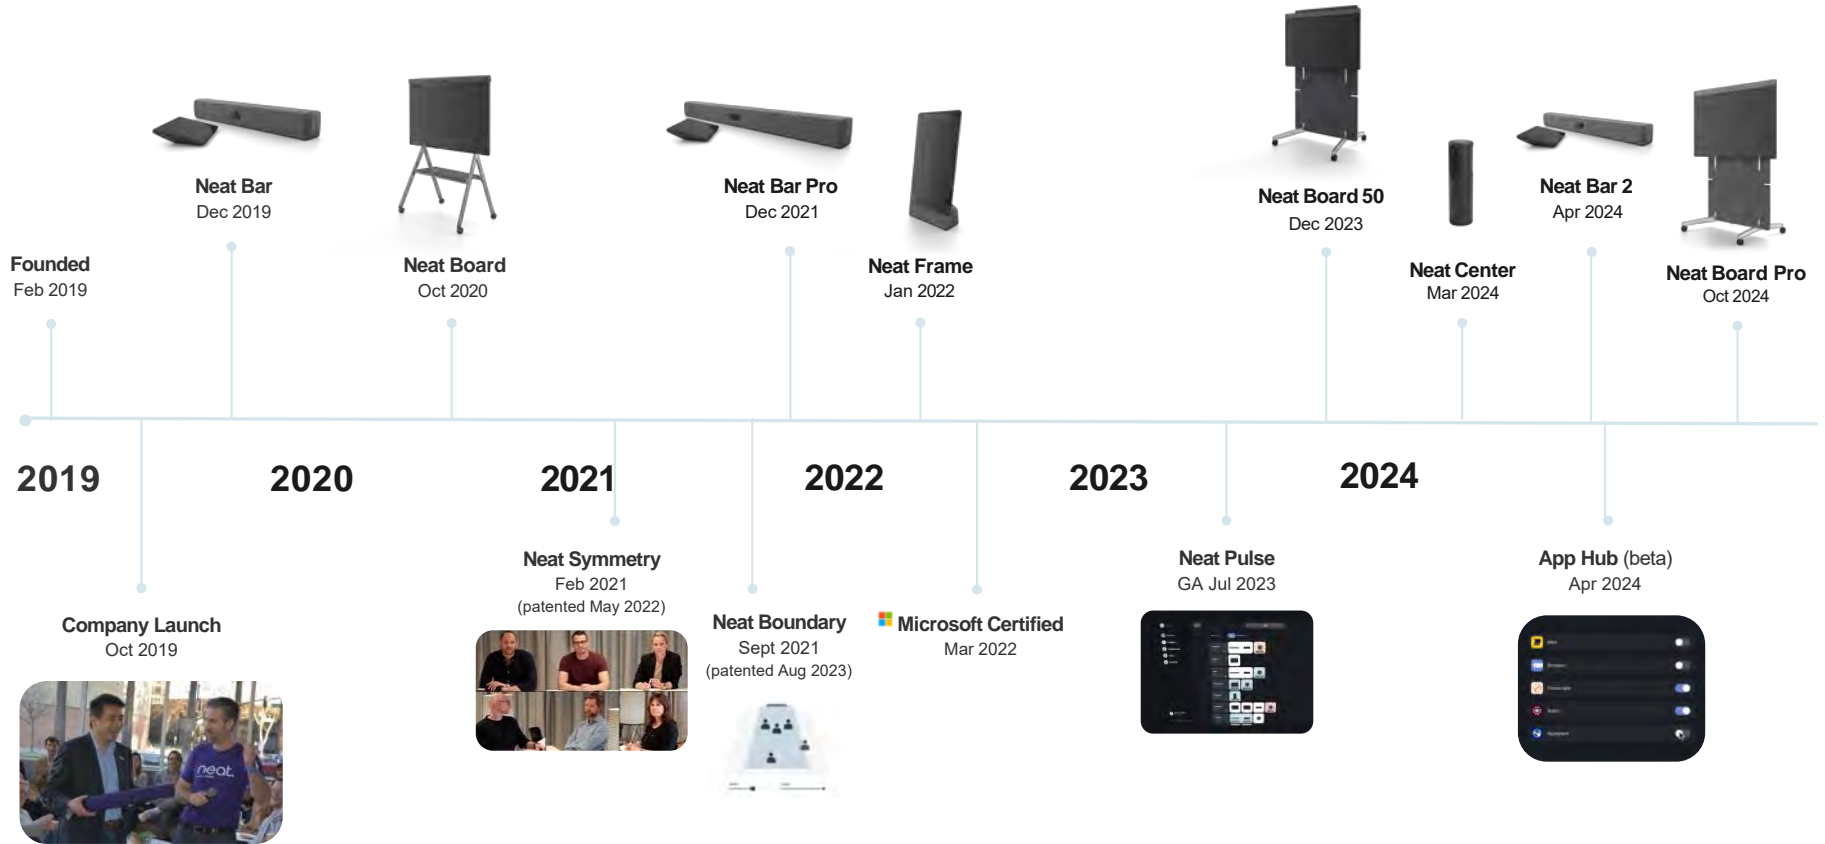 Neat Bar
Dec 2019
Neat Bar Pro
Dec 2021
Neat Board 50
Dec 2023
Neat Bar 2
Apr 2024
Founded
Feb 2019
Neat Board
Oct 2020
Neat Frame
Jan 2022
Neat Center
Mar 2024
Neat Board Pro
Oct 2024
2019
2020
2021
2022
2023
2024
Neat Symmetry
Feb 2021
(patented May 2022)
Neat Pulse
GA Jul 2023
App Hub (beta)
Apr 2024
Company Launch
Oct 2019
Neat Boundary
Sept 2021
(patented Aug 2023)
Microsoft Certified
Mar 2022
neat.